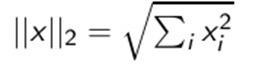 ||x||₂ = √∑ᵢ xᵢ²